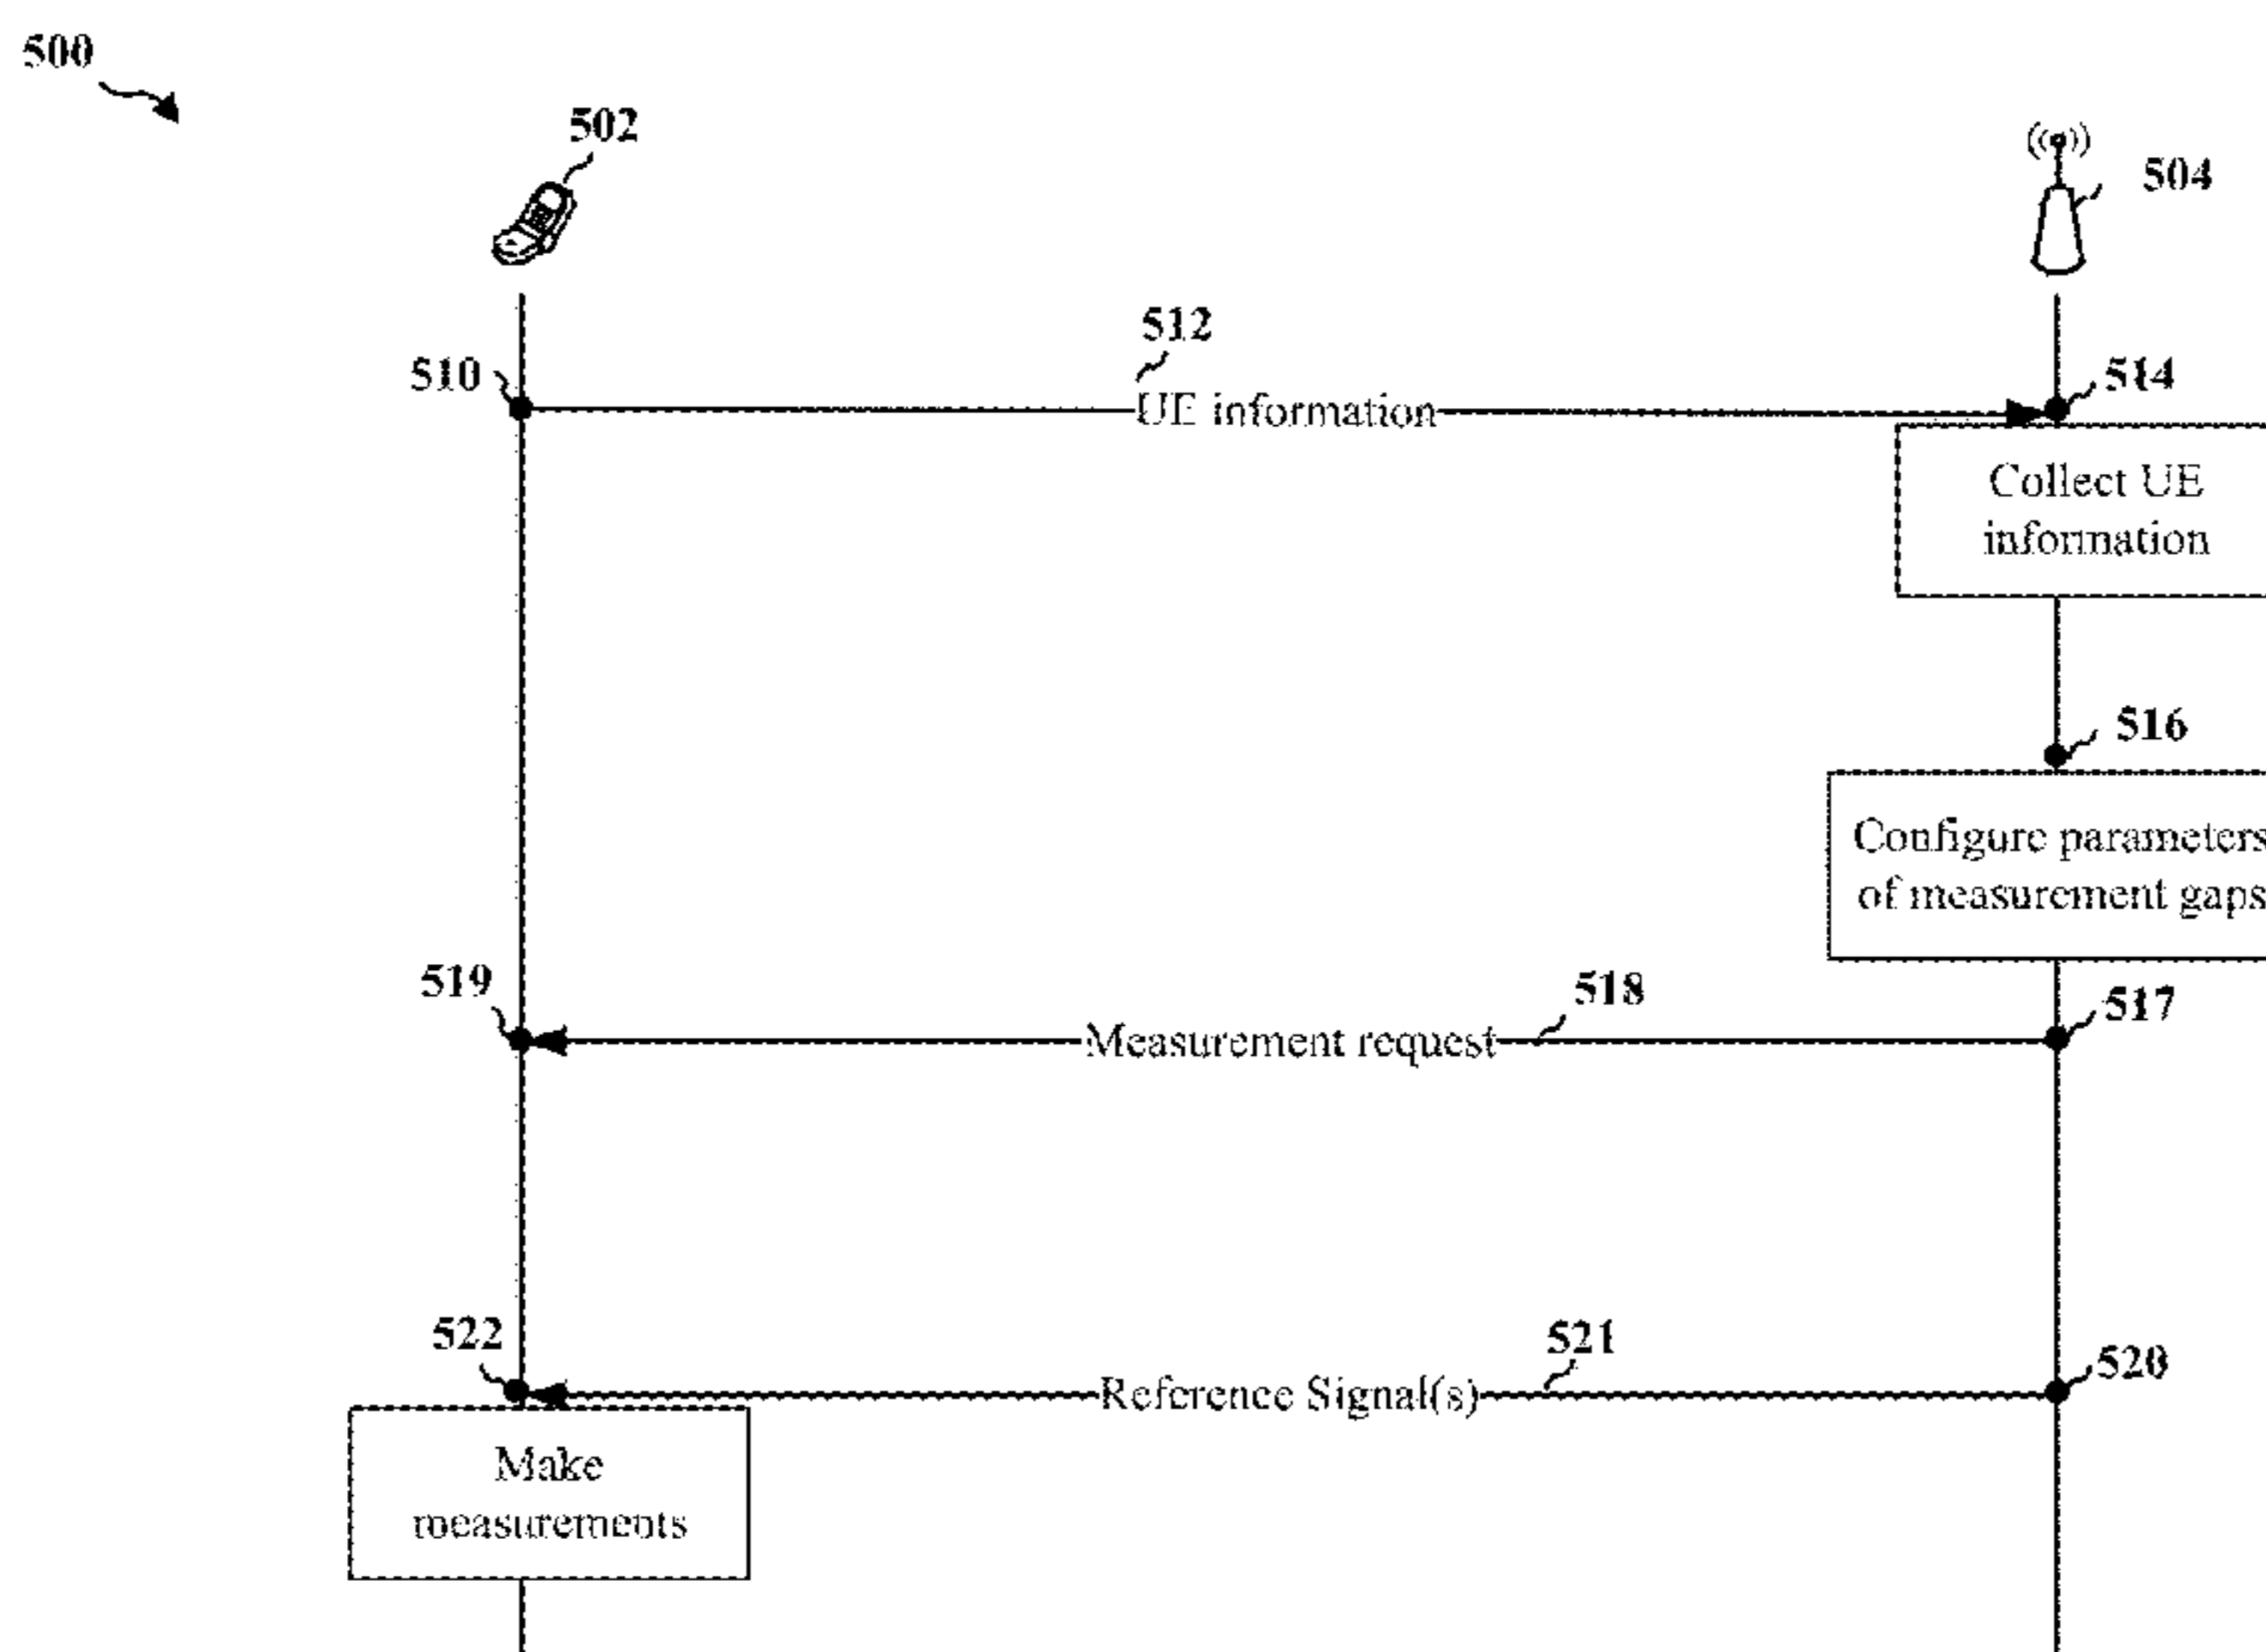 500
502
504
512
510
514
UE information
Collect UE
information
516
Configure parameters
of measurement gaps
519
518
517
Measurement request
522
521
520
Reference Signal(s)
Make
measurements